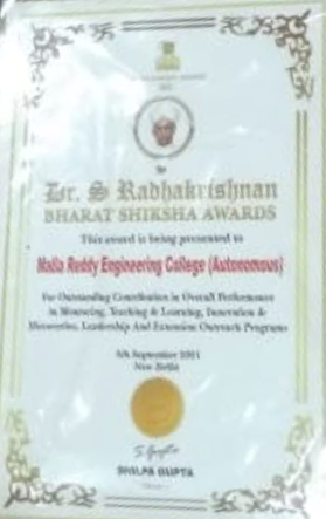 Dr. S Radhakrishnan
BHARAT SHIKSHA AWARDS
This award is being presented to
Malla Reddy Engineering College (Autonomous)
For Outstanding Contribution in Overall Performance
in Mentoring, Teaching & Learning, Innovation &
Discoveries, Leadership And Extension Outreach Programs
5th September
New Delhi
SHILPA GUPTA